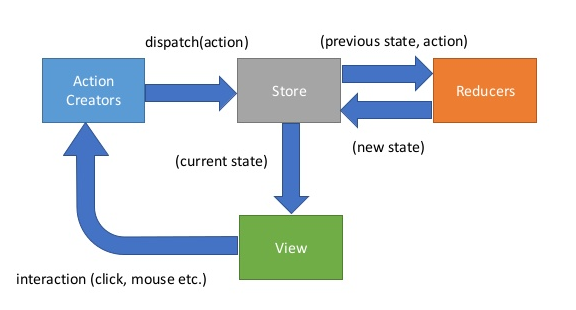 dispatch(action)
(previous state, action)
Action
Creators
Store
Reducers
(new state)
(current state)
View
interaction (click, mouse etc.)